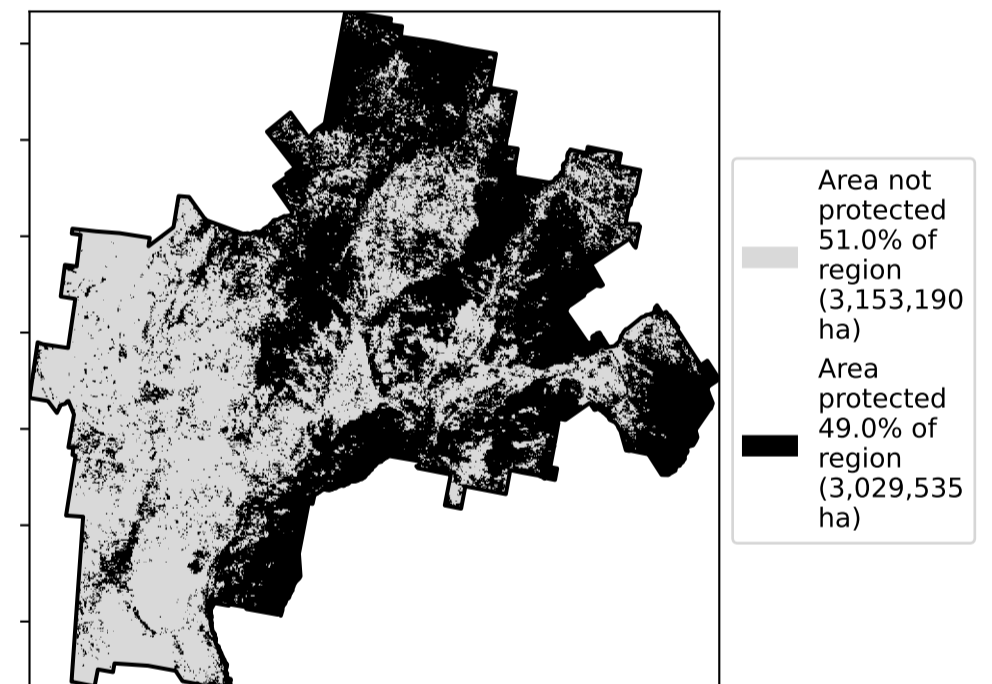 Area not
protected
51.0% of
region
(3,153,190
ha)
Area
protected
49.0% of
region
(3,029,535
ha)